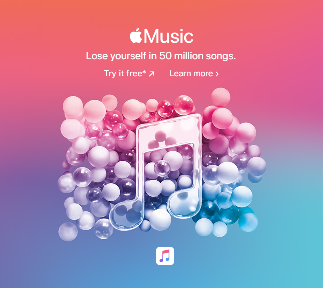 Music
Lose yourself in 50 million songs.
Try it free* ↗ Learn more ›